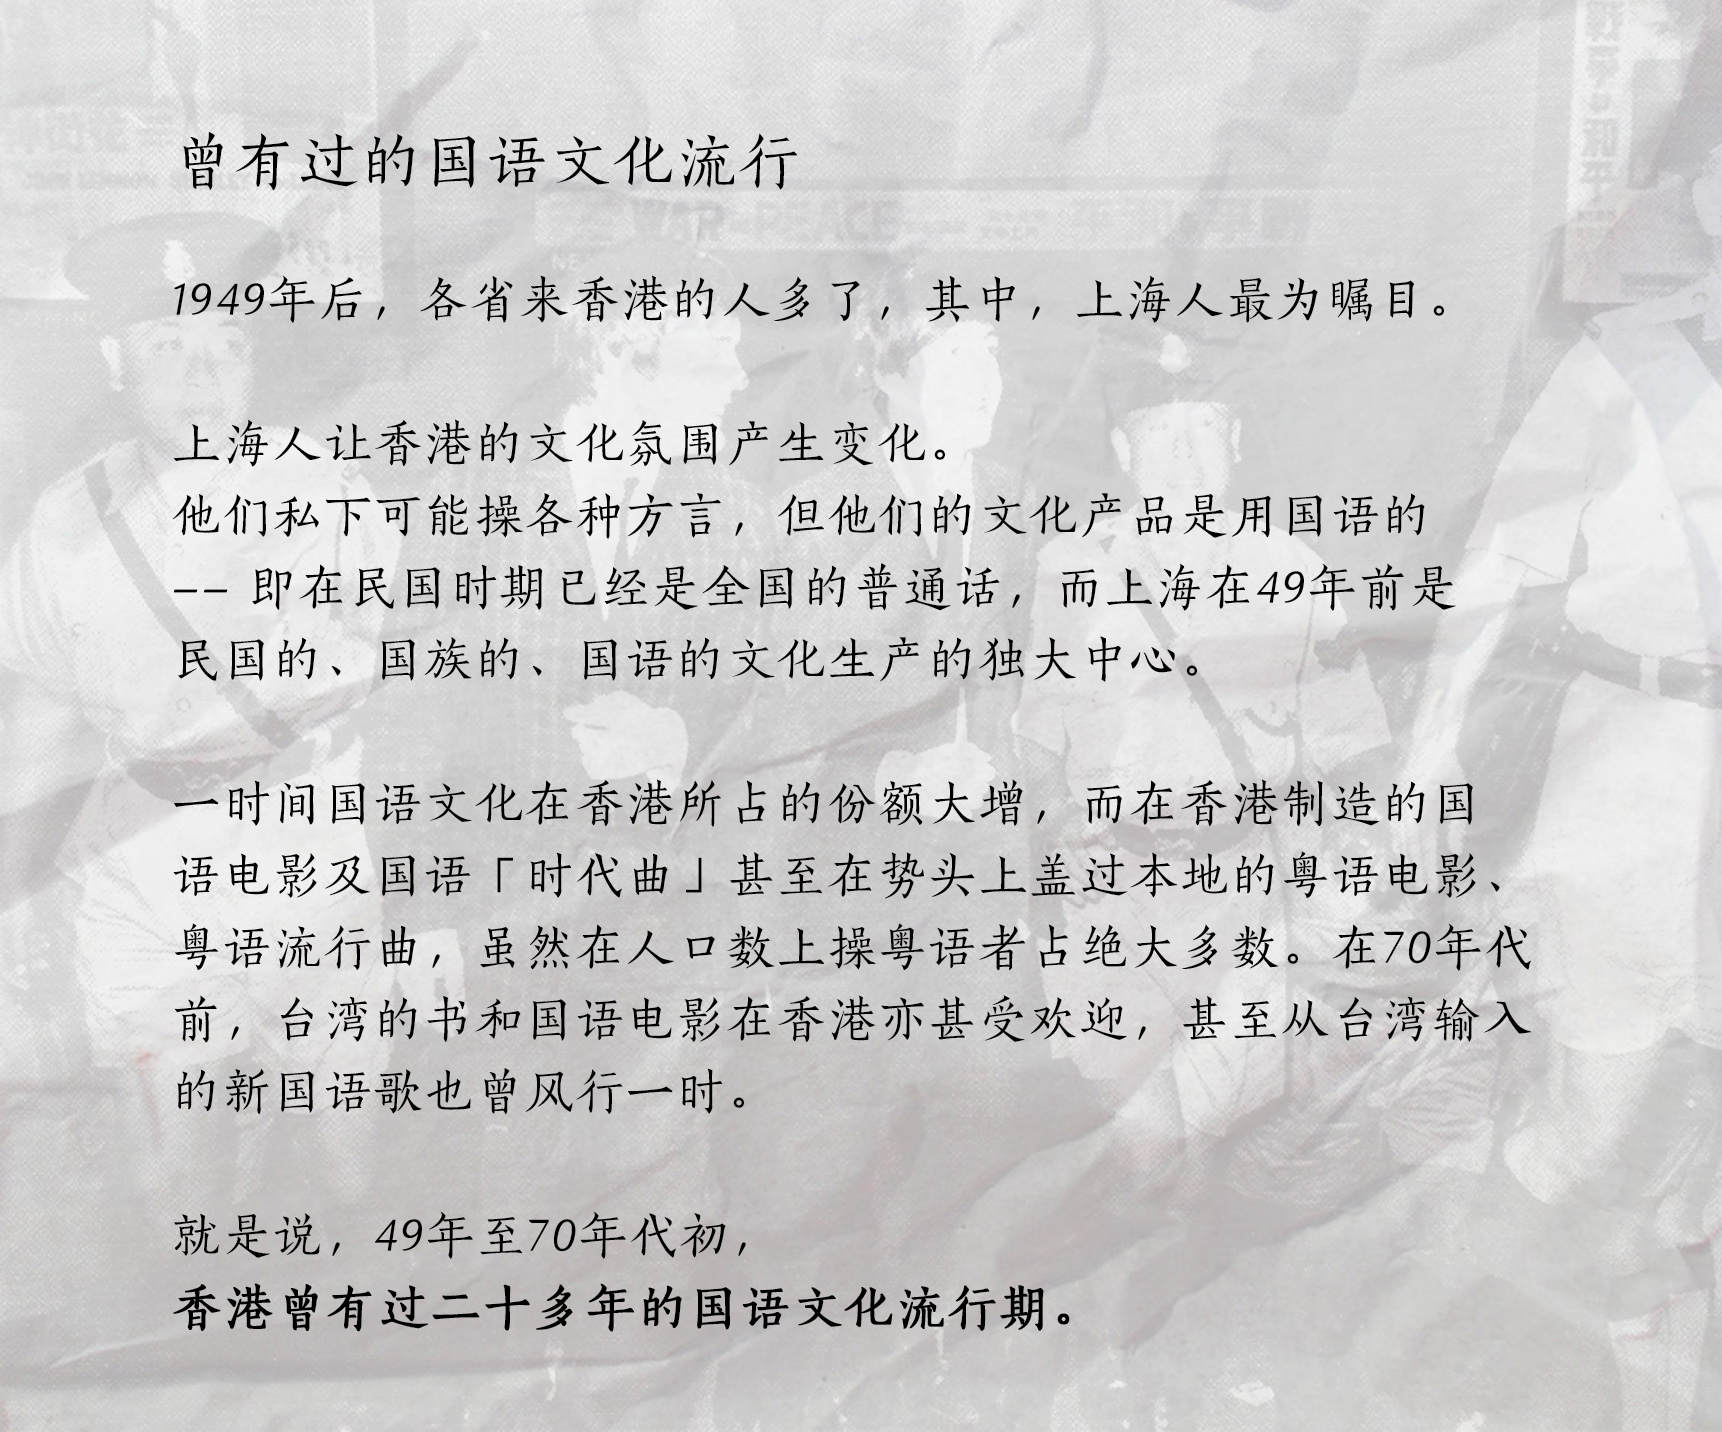 曾有过的国语文化流行
1949年后，各省来香港的人多了，其中，上海人最为瞩目。
上海人让香港的文化氛围产生变化。
他们私下可能操各种方言，但他们的文化产品是用国语的
-- 即在民国时期已经是全国的普通话，而上海在49年前是
民国的、国族的、国语的文化生产的独大中心。
一时间国语文化在香港所占的份额大增，而在香港制造的国
语电影及国语「时代曲」甚至在势头上盖过本地的粤语电影、
粤语流行曲，虽然在人口数上操粤语者占绝大多数。在70年代
前，台湾的书和国语电影在香港亦甚受欢迎，甚至从台湾输入
的新国语歌也曾风行一时。
就是说，49年至70年代初，
香港曾有过二十多年的国语文化流行期。
WAR PEACE